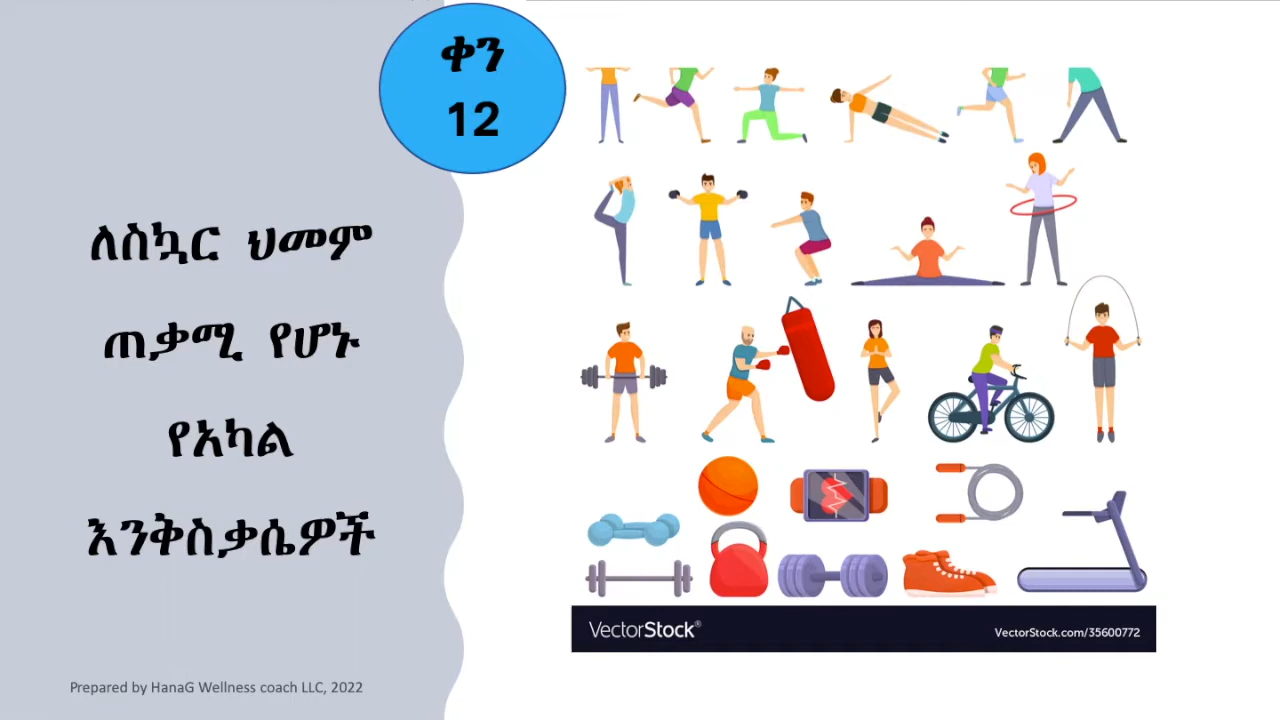 ቀን
12
ለስኳር ህመም
ጠቃሚ የሆኑ
የአካል
እንቅስቃሴዎች
Prepared by HanaG Wellness coach LLC, 2022
VectorStock®
VectorStock.com/35600772